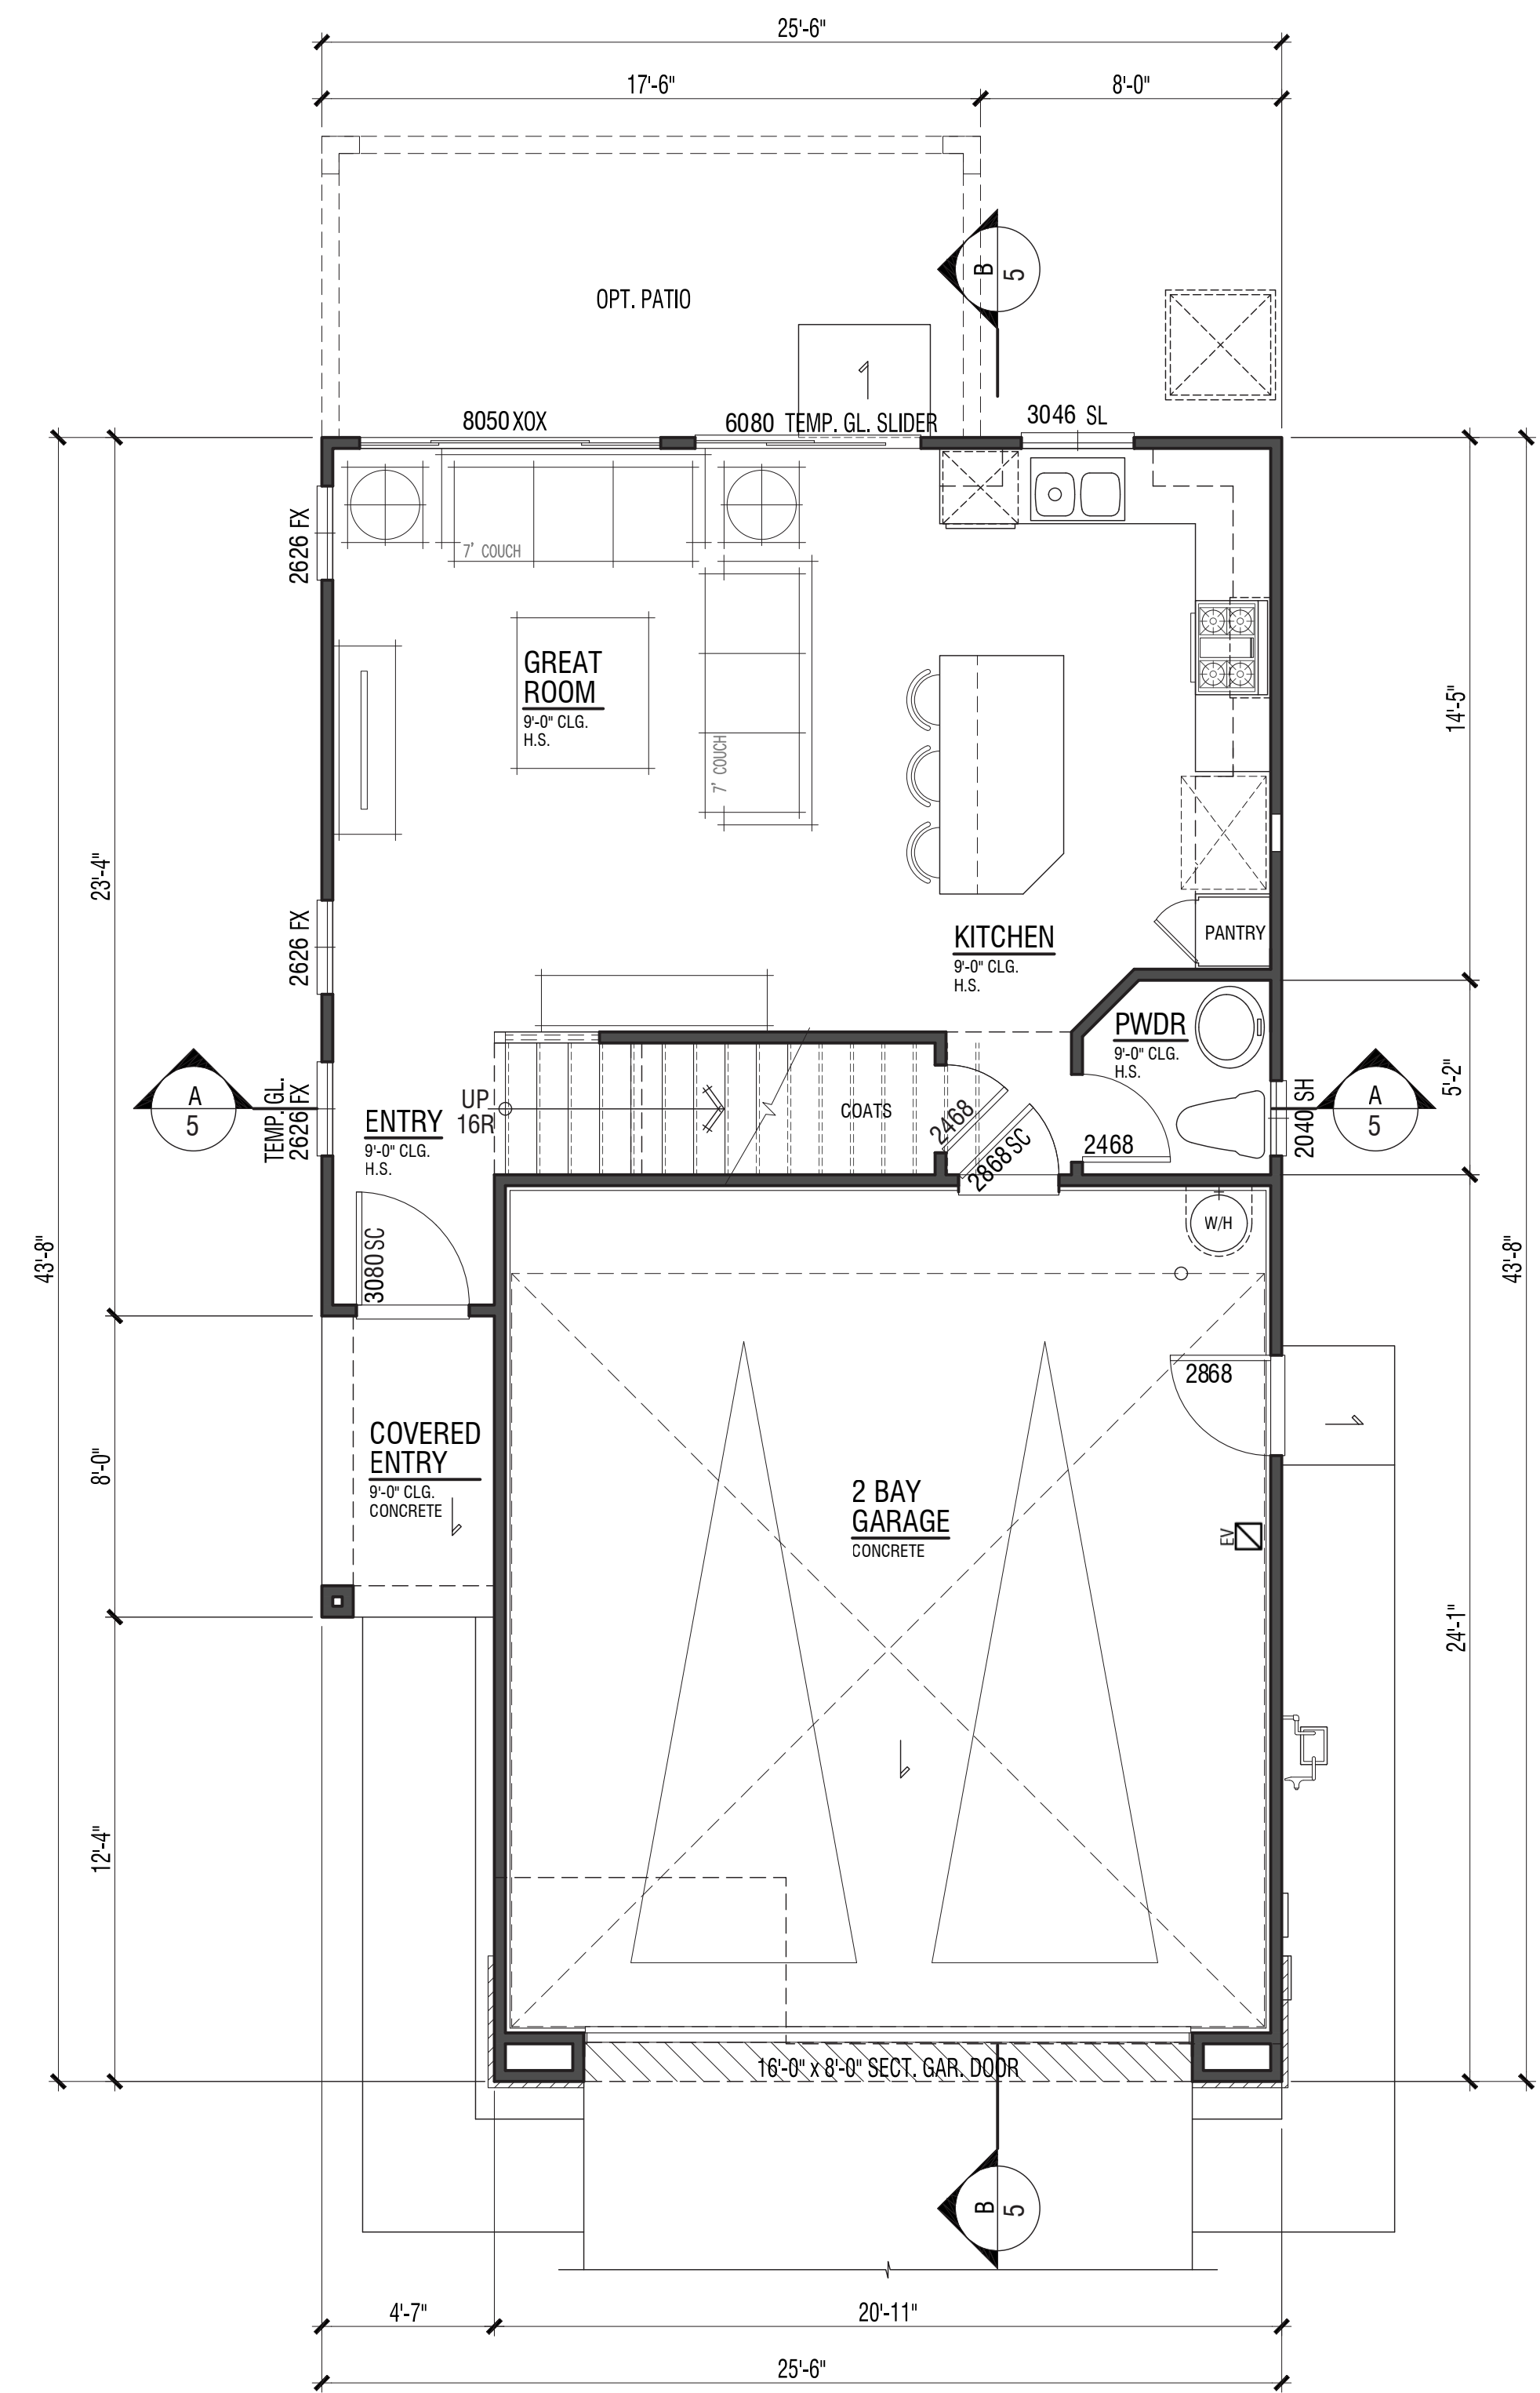 25'-6"
17'-6"
8'-0"
B
5
OPT. PATIO
1
8050 XOX
6080 TEMP. GL. SLIDER
3046 SL
2626 FX
7' COUCH
GREAT
ROOM
9'-0" CLG.
H.S.
7' COUCH
14'-5"
23'-4"
2626 FX
KITCHEN
9'-0" CLG.
H.S.
PANTRY
PWDR
9'-0" CLG.
H.S.
A
5
TEMP. GL.
2626 FX
ENTRY
9'-0" CLG.
H.S.
UP
16R
COATS
2468
2868 SC
2468
2040 SH
A
5
5'-2"
W/H
43'-8"
3080 SC
43'-8"
2868
1
COVERED
ENTRY
9'-0" CLG.
CONCRETE
1
8'-0"
2 BAY
GARAGE
CONCRETE
EV
24'-1"
1
12'-4"
16'-0" x 8'-0" SECT. GAR. DOOR
B
5
4'-7"
20'-11"
25'-6"